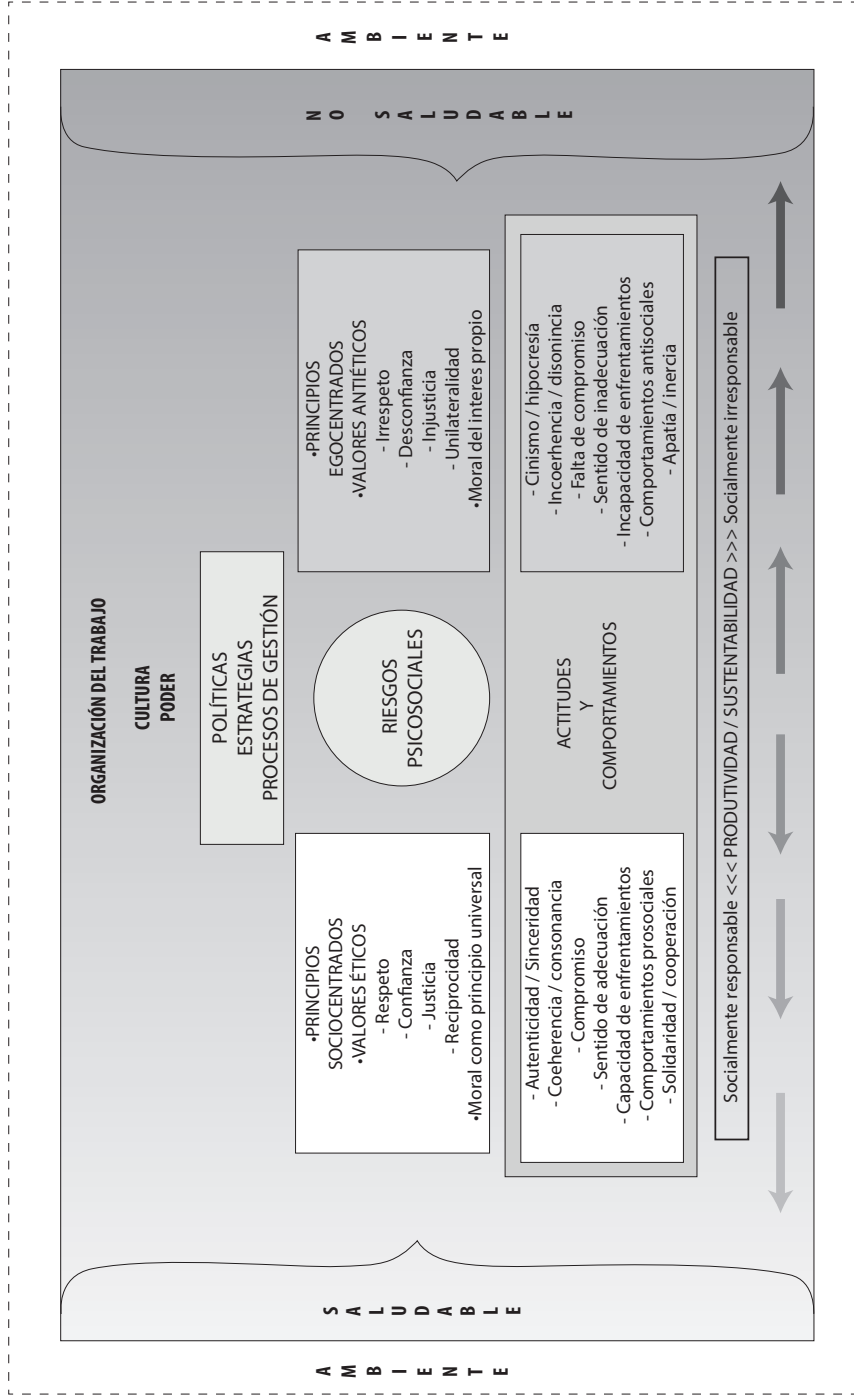 AMBIENTE
SALUDABLE
ORGANIZACIÓN DEL TRABAJO
CULTURA
PODER
POLÍTICAS
ESTRATEGIAS
PROCESOS DE GESTIÓN
•PRINCIPIOS
SOCIOCENTRADOS
•VALORES ÉTICOS
- Respeto
- Confianza
- Justicia
- Reciprocidad
•Moral como principio universal
RIESGOS
PSICOSOCIALES
•PRINCIPIOS
EGOCENTRADOS
•VALORES ANTIÉTICOS
- Irrespeto
- Desconfianza
- Injusticia
- Unilateralidad
•Moral del interes propio
- Autenticidad / Sinceridad
- Coeherencia / consonancia
- Compromiso
- Sentido de adecuación
- Capacidad de enfrentamientos
- Comportamientos prosociales
- Solidaridad / cooperación
ACTITUDES
Y
COMPORTAMIENTOS
- Cinismo / hipocresía
- Incoerhencia / disonincia
- Falta de compromiso
- Sentido de inadecuación
- Incapacidad de enfrentamientos
- Comportamientos antisociales
- Apatía / inercia
Socialmente responsable <<< PRODUTIVIDAD / SUSTENTABILIDAD >>> Socialmente irresponsable
NO SALUDABLE
AMBIENTE